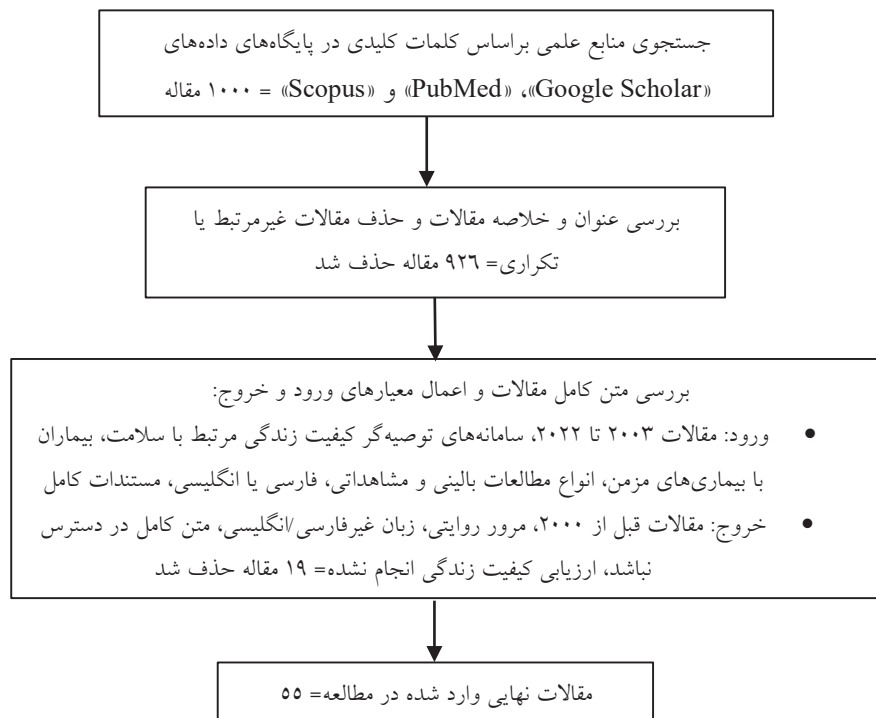 جستجوی منابع علمی براساس کلمات کلیدی در پایگاه‌های داده‌های
«Google Scholar»، «PubMed» و «Scopus» = ۱۰۰۰ مقاله
بررسی عنوان و خلاصه مقالات و حذف مقالات غیرمرتبط یا
تکراری= ۹۲۶ مقاله حذف شد
بررسی متن کامل مقالات و اعمال معیارهای ورود و خروج:
• ورود: مقالات ۲۰۰۳ تا ۲۰۲۲، سامانه‌های توصیه‌گر کیفیت زندگی مرتبط با سلامت، بیماران
با بیماری‌های مزمن، انواع مطالعات بالینی و مشاهداتی، فارسی یا انگلیسی، مستندات کامل
• خروج: مقالات قبل از ۲۰۰۰، مرور روایتی، زبان غیرفارسی/انگلیسی، متن کامل در دسترس
نباشد، ارزیابی کیفیت زندگی انجام نشده= ۱۹ مقاله حذف شد
مقالات نهایی وارد شده در مطالعه= ۵۵